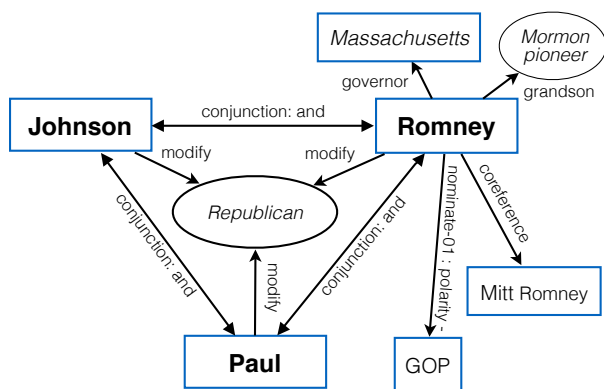 Massachusetts
Mormon
pioneer
governor
grandson
Johnson
conjunction: and
Romney
modify
modify
Republican
conjunction: and
conjunction: and
modify
nominate-01 : polarity -
coreference
Mitt Romney
Paul
GOP